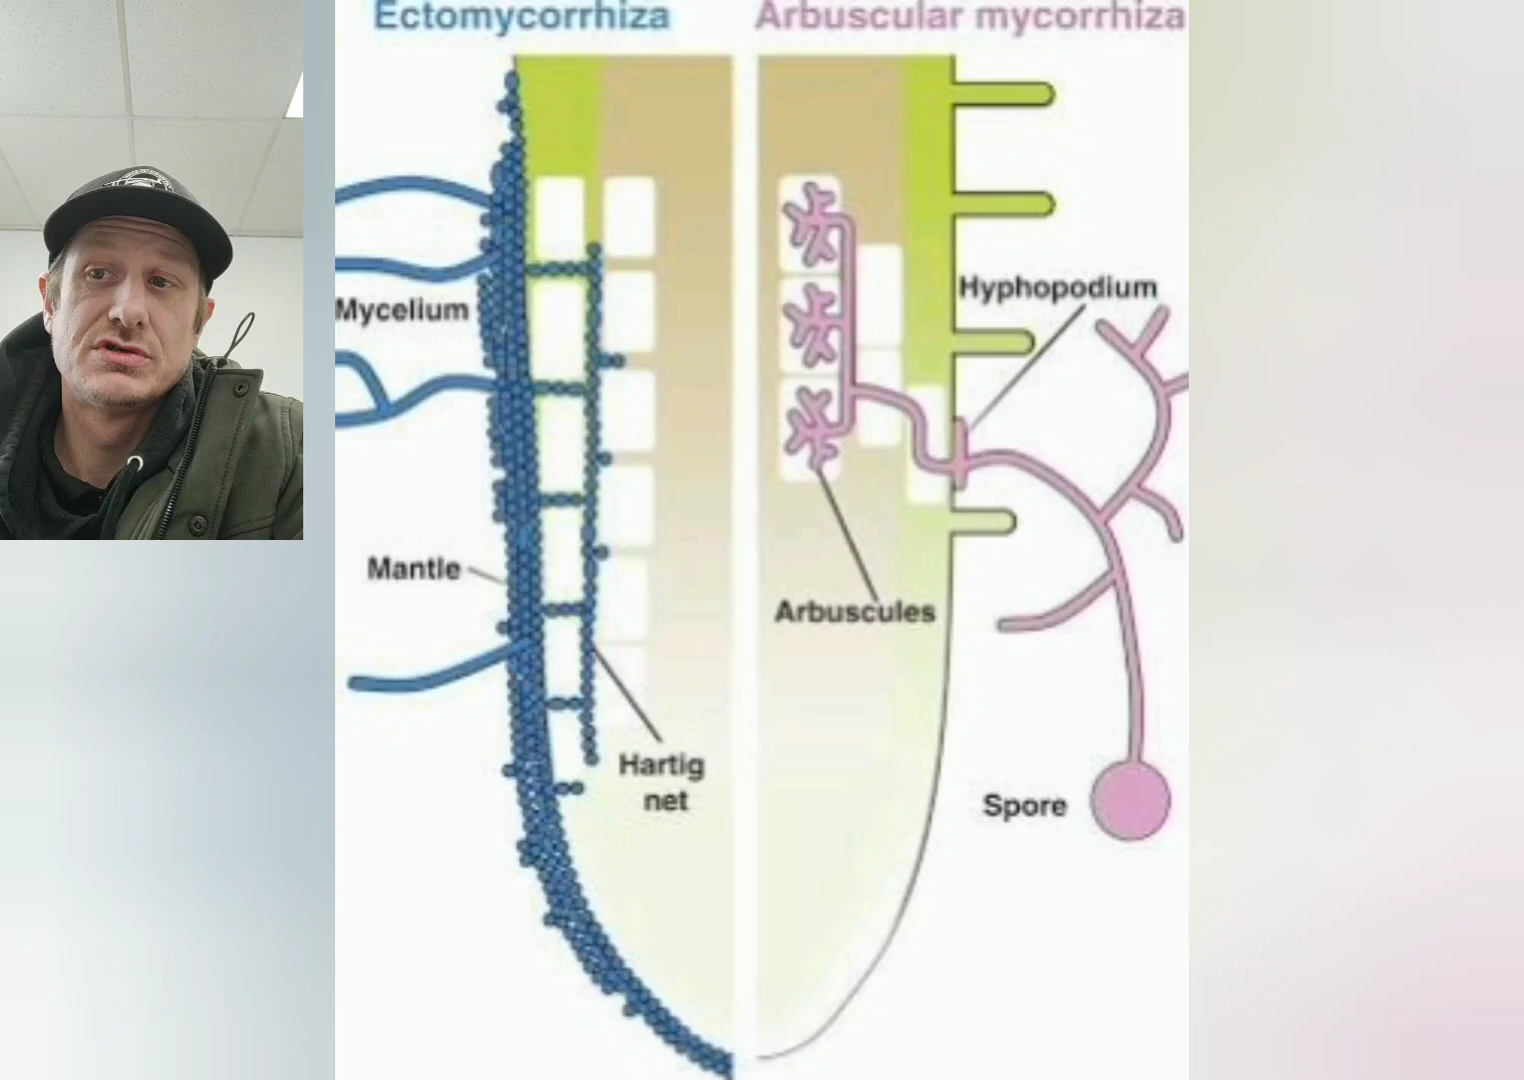 Ectomycorrhiza
Arbuscular mycorrhiza
Mycelium
Hyphopodium
Mantle
Arbuscules
Hartig
net
Spore